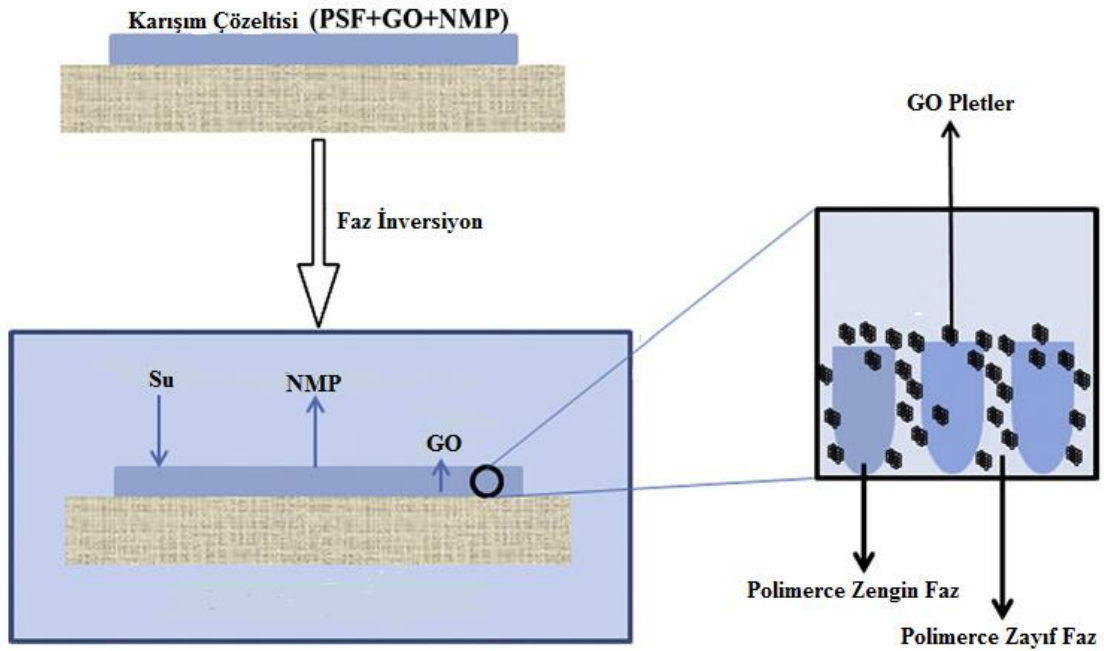 Karışım Çözeltisi (PSF+GO+NMP)
GO Pletler
Faz İnversiyon
Su
NMP
GO
Polimerce Zengin Faz
Polimerce Zayıf Faz